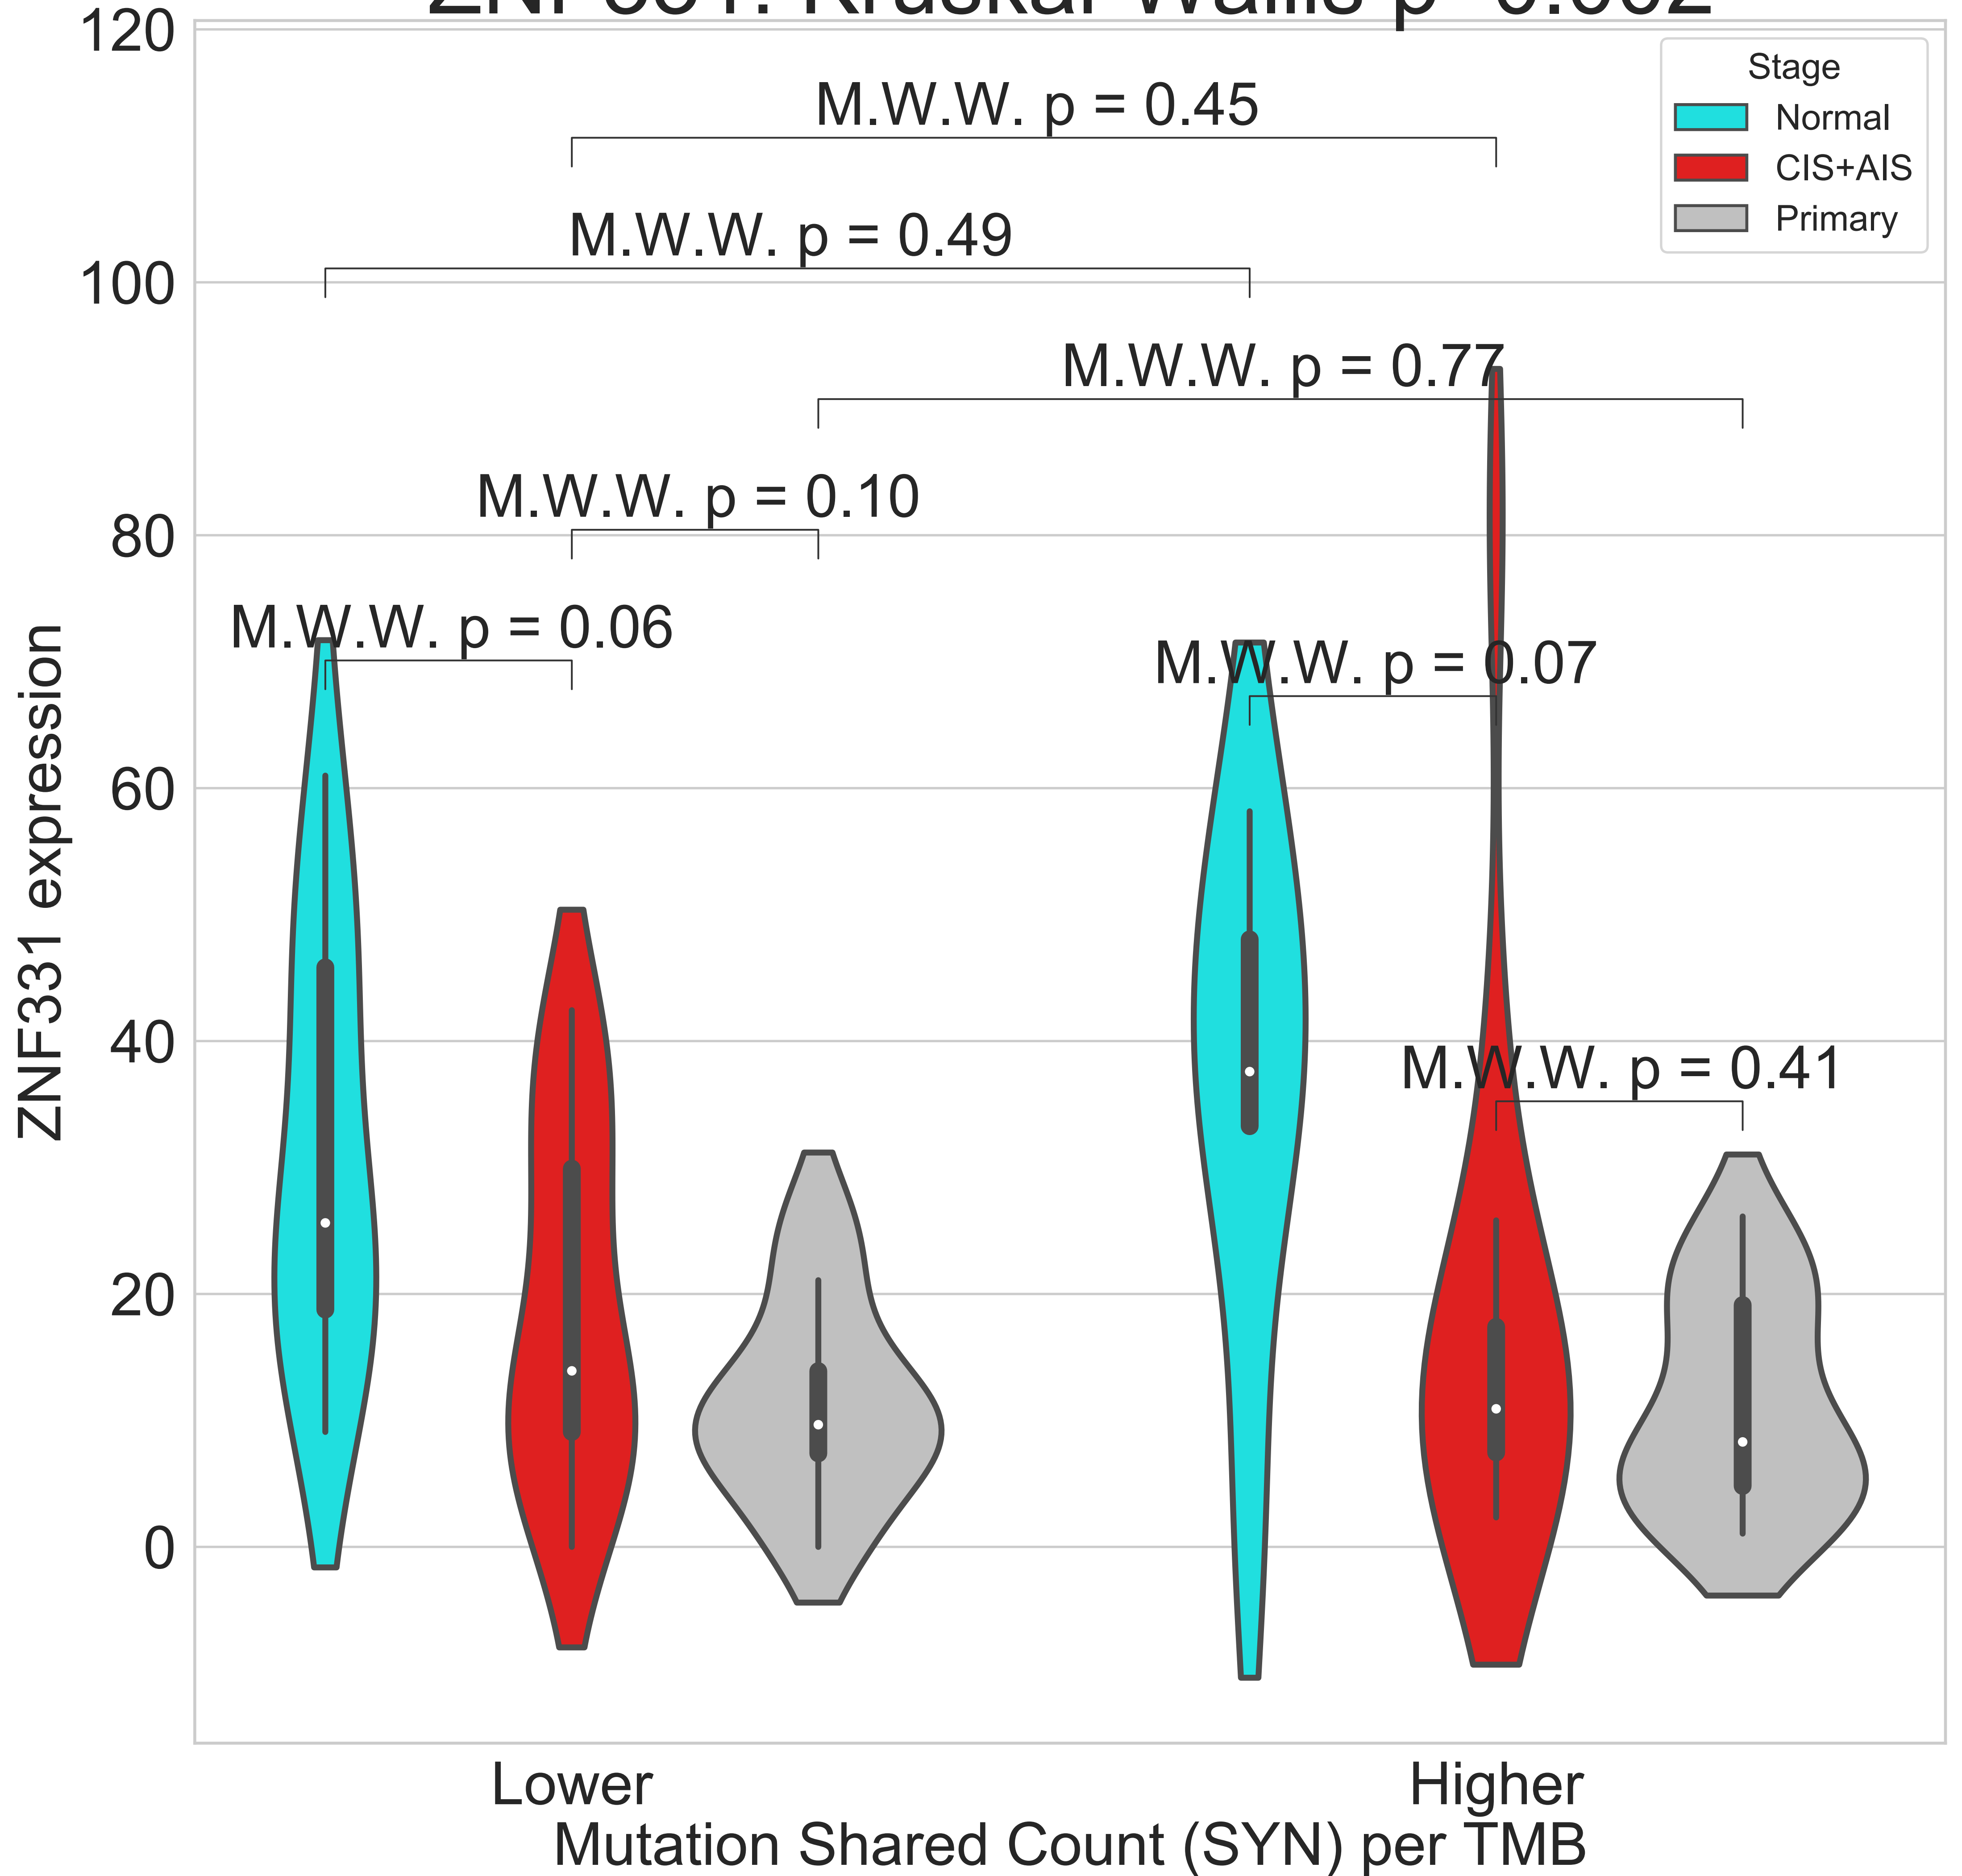 120
M.W.W. p = 0.45
Stage
Normal
CIS+AIS
Primary
M.W.W. p = 0.49
100
M.W.W. p = 0.77
M.W.W. p = 0.10
80
M.W.W. p = 0.06
M.W.W. p = 0.07
60
ZNF331 expression
40
M.W.W. p = 0.41
20
0
Lower
Higher
Mutation Shared Count (SYN) per TMB